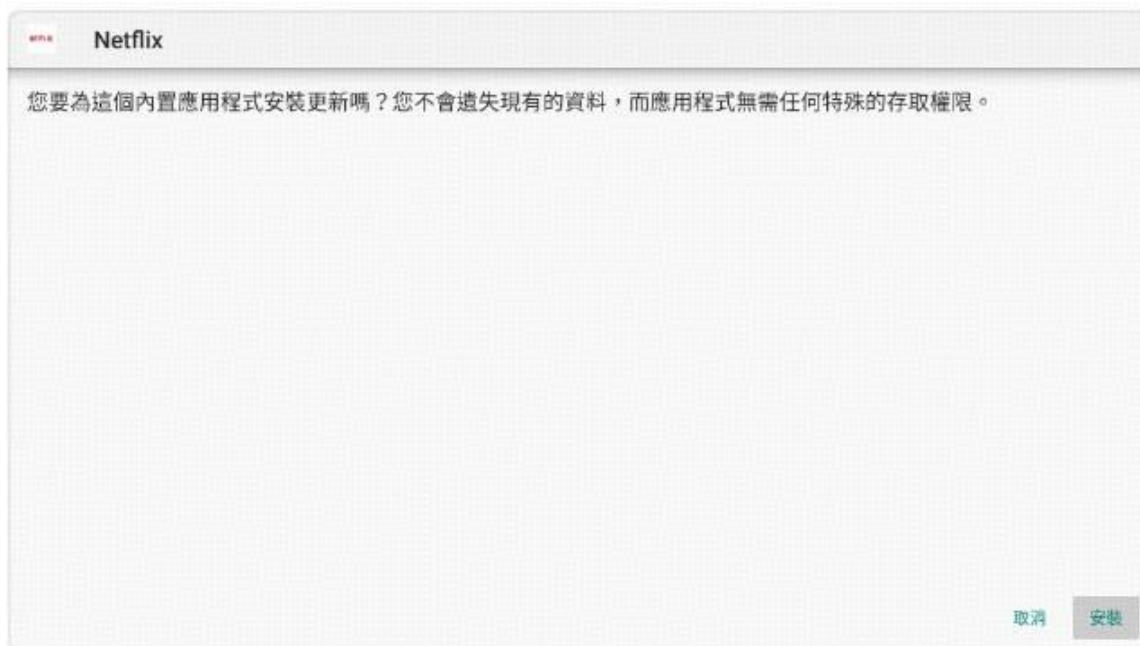 NETFLIX
Netflix
您要為這個內置應用程式安裝更新嗎？您不會遺失現有的資料，而應用程式無需任何特殊的存取權限。
取消
安裝